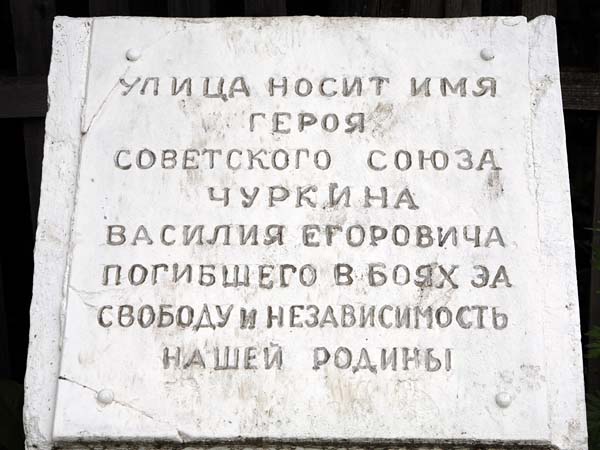 УЛИЦА НОСИТ ИМЯ
ГЕРОЯ
СОВЕТСКОГО СОЮЗА
ЧУРКИНА
ВАСИЛИЯ ЕГОРОВИЧА
ПОГИБШЕГО В БОЯХ ЗА
СВОБОДУ и НЕЗАВИСИМОСТЬ
НАШЕЙ РОДИНЫ